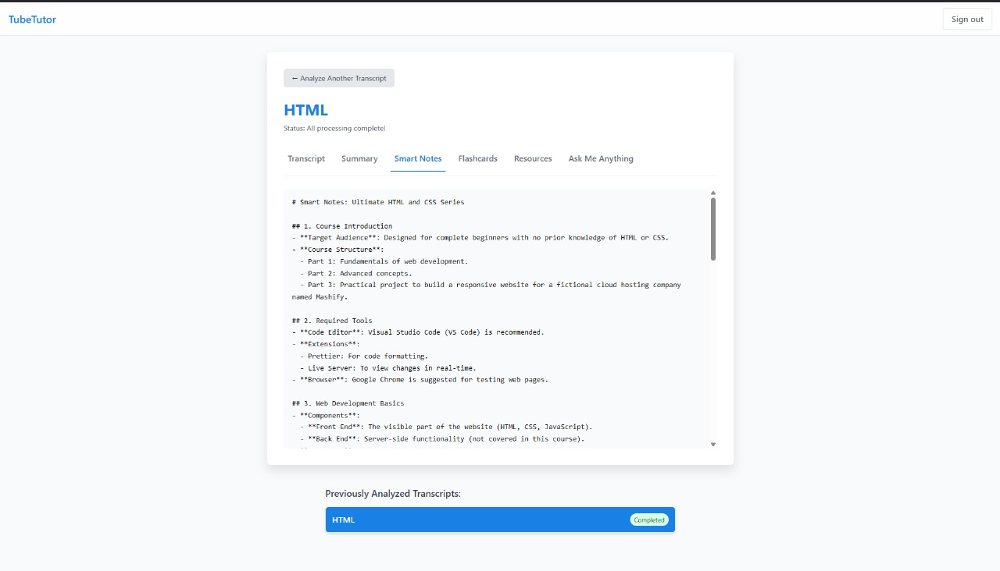 TubeTutor
Sign out
← Analyze Another Transcript
HTML
Status: All processing complete!
Transcript Summary Smart Notes Flashcards Resources Ask Me Anything
# Smart Notes: Ultimate HTML and CSS Series
## 1. Course Introduction
- **Target Audience**: Designed for complete beginners with no prior knowledge of HTML or CSS.
- **Course Structure**:
  - Part 1: Fundamentals of web development.
  - Part 2: Advanced concepts.
  - Part 3: Practical project to build a responsive website for a fictional cloud hosting company
named Mashify.
## 2. Required Tools
- **Code Editor**: Visual Studio Code (VS Code) is recommended.
- **Extensions**:
  - Prettier: For code formatting.
  - Live Server: To view changes in real-time.
- **Browser**: Google Chrome is suggested for testing web pages.
## 3. Web Development Basics
- **Components**:
  - **Front End**: The visible part of the website (HTML, CSS, JavaScript).
  - **Back End**: Server-side functionality (not covered in this course).
Previously Analyzed Transcripts:
HTML
Completed